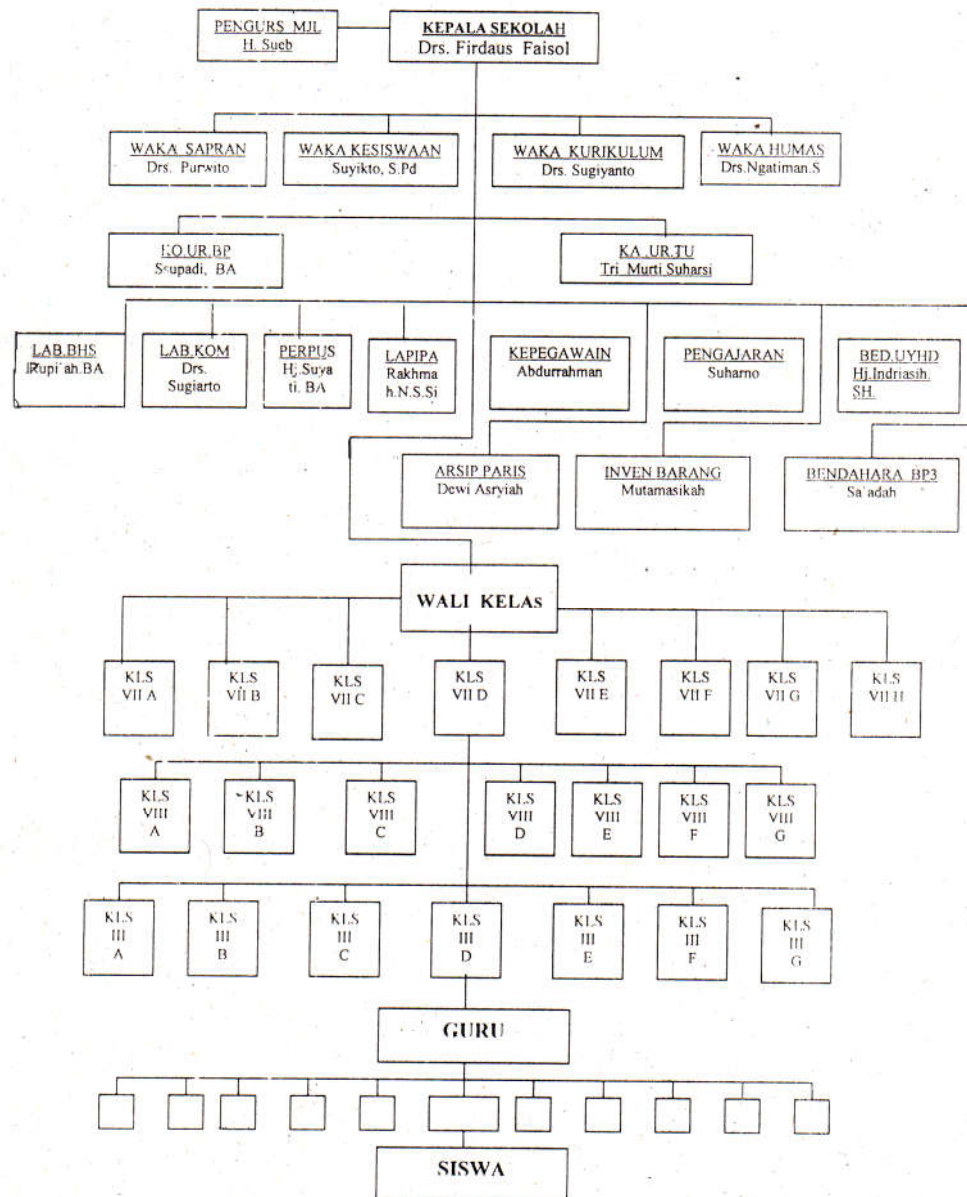 PENGURS MJL
H. Sueb
KEPALA SEKOLAH
Drs. Firdaus Faisol
WAKA SAPRAN
Drs. Purwito
WAKA KESISWAAN
Suyikto, S.Pd
WAKA KURIKULUM
Drs. Sugiyanto
WAKA HUMAS
Drs.Ngatiman.S
KO.UR.BP
Supadi, BA
KA .UR.TU
Tri Murti Suharsi
LAB.BHS
Rupi'ah.BA
LAB.KOM
Drs.
Sugiarto
PERPUS
Hj.Suya
ti. BA
LAPIPA
Rakhma
h.N.S.Si
KEPEGAWAIN
Abdurrahman
PENGAJARAN
Suharno
BED.UYHD
Hj.Indriasih.
SH.
ARSIP PARIS
Dewi Asryiah
INVEN BARANG
Mutamasikah
BENDAHARA BP3
Sa'adah
WALI KELAs
KLS
VII A
KLS
VII B
KLS
VII C
KLS
VII D
KLS
VII E
KLS
VII F
KLS
VII G
KLS
VII H
KLS
VIII
A
KLS
VIII
B
KLS
VIII
C
KLS
VIII
D
KLS
VIII
E
KLS
VIII
F
KLS
VIII
G
KLS
III
A
KLS
III
B
KLS
III
C
KLS
III
D
KLS
III
E
KLS
III
F
KLS
III
G
GURU
SISWA